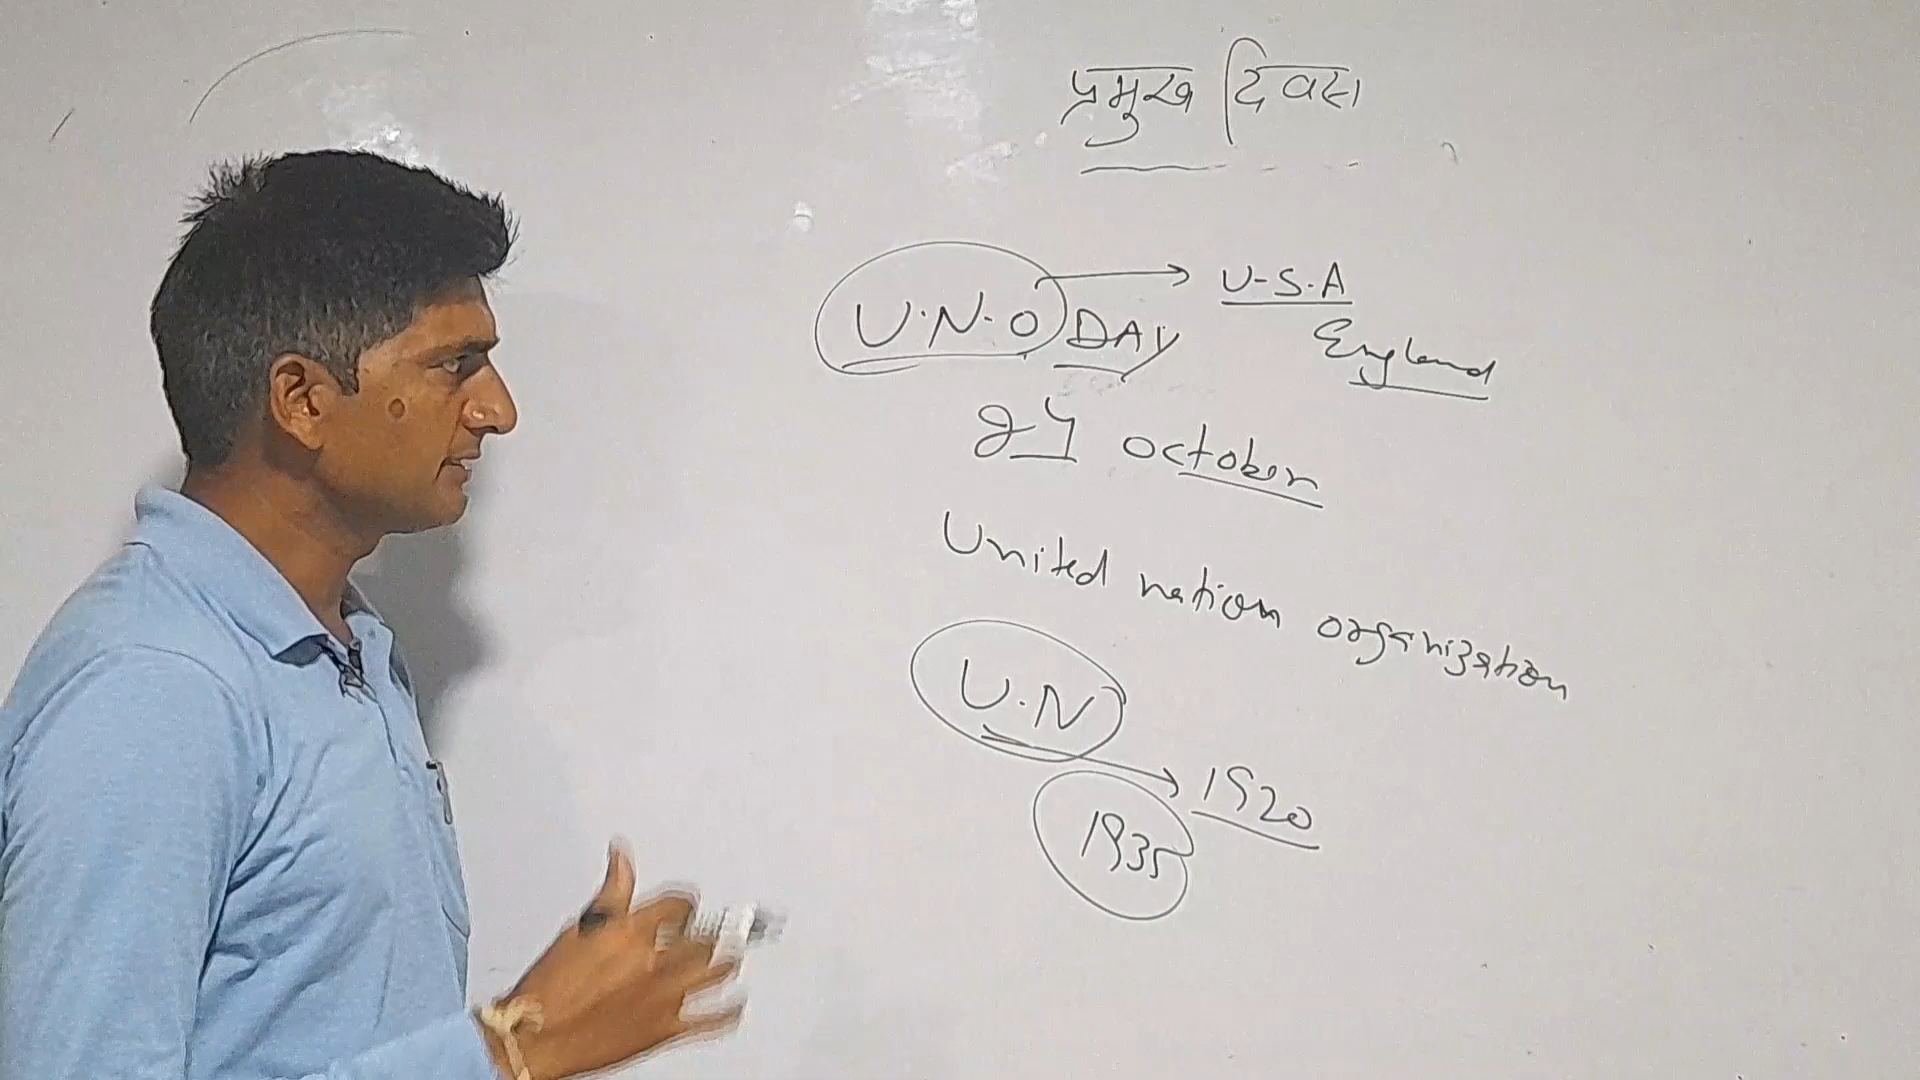 प्रमुख दिवस
U.N.O DAY → U.S.A
England
24 October
United nation organization
U.N → 1920
1935